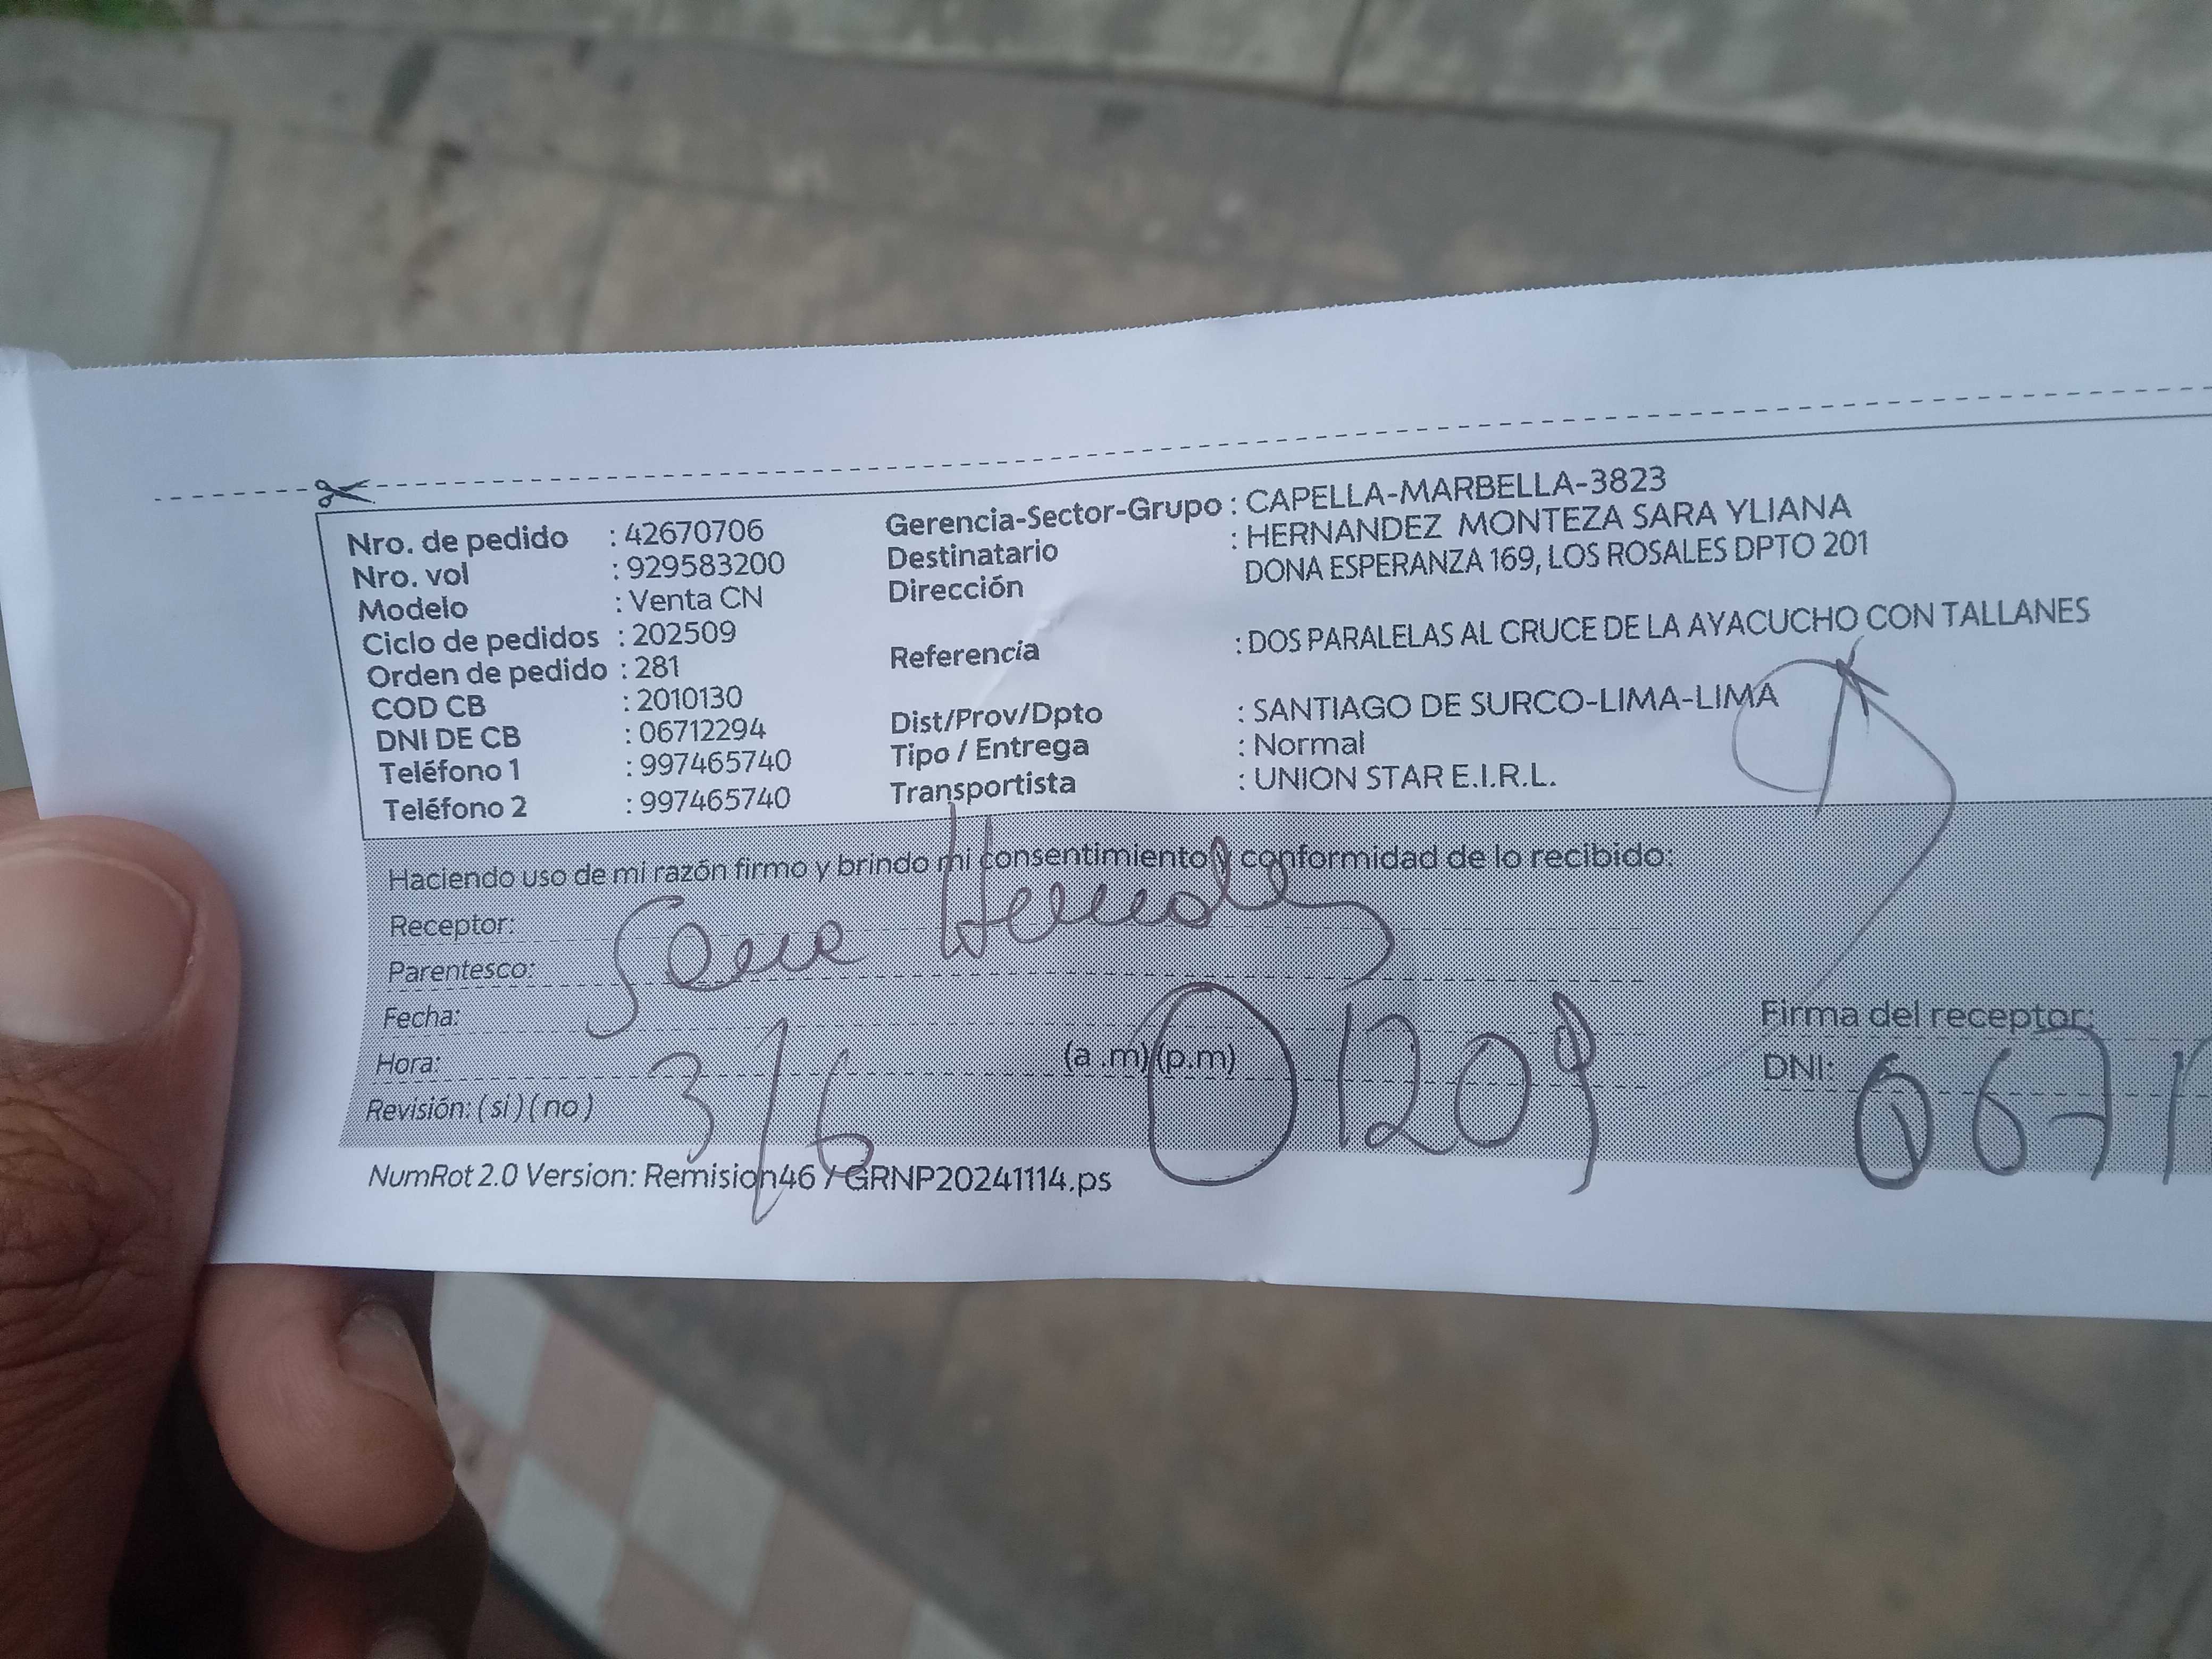 Nro. de pedido : 42670706
Nro. vol : 929583200
Modelo : Venta CN
Ciclo de pedidos : 202509
Orden de pedido : 281
COD CB : 2010130
DNI DE CB : 06712294
Teléfono 1 : 997465740
Teléfono 2 : 997465740
Gerencia-Sector-Grupo : CAPELLA-MARBELLA-3823
Destinatario : HERNANDEZ MONTEZA SARA YLIANA
Dirección DONA ESPERANZA 169, LOS ROSALES DPTO 201
Referencia : DOS PARALELAS AL CRUCE DE LA AYACUCHO CON TALLANES
Dist/Prov/Dpto : SANTIAGO DE SURCO-LIMA-LIMA
Tipo / Entrega : Normal
Transportista : UNION STAR E.I.R.L.
Haciendo uso de mi razón firmo y brindo mi consentimiento y conformidad de lo recibido:
Receptor:
Parentesco:
Fecha:
Hora: (a .m)(p.m)
Revisión: ( si ) ( no )
3/6
Firma del receptor:
DNI: 0671
NumRot 2.0 Version: Remision46 / GRNP20241114.ps